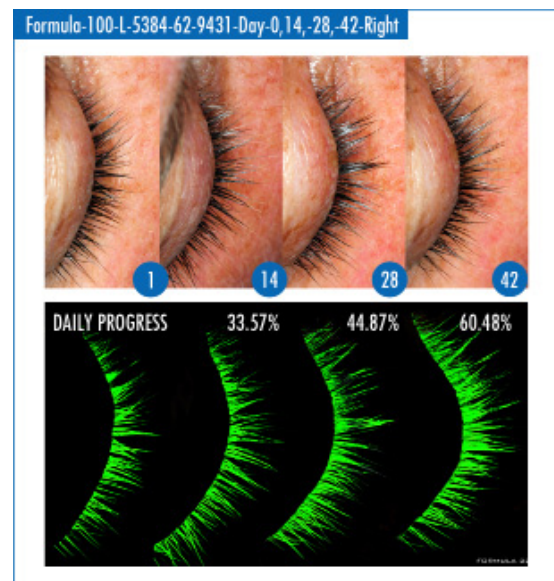 Formula-100-L-5384-62-9431-Day-0,14,-28,-42-Right
1 14 28 42
DAILY PROGRESS 33.57% 44.87% 60.48%
FORMULA